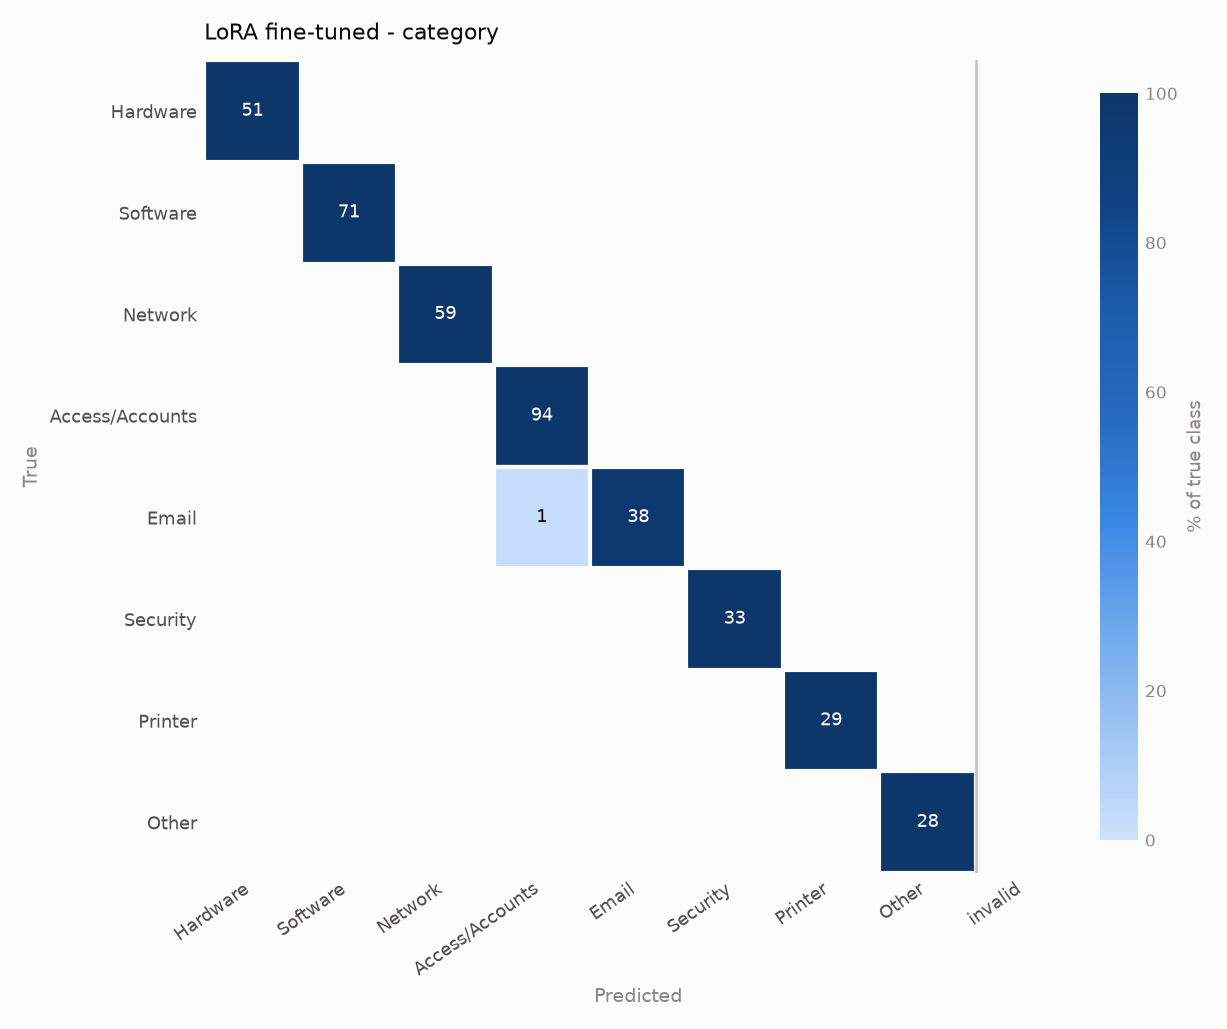 LoRA fine-tuned - category
Hardware
51
Software
71
Network
59
Access/Accounts
94
Email
1
38
Security
33
Printer
29
Other
28
True
Hardware
Software
Network
Access/Accounts
Email
Security
Printer
Other
invalid
Predicted
100
80
60
40
20
0
% of true class